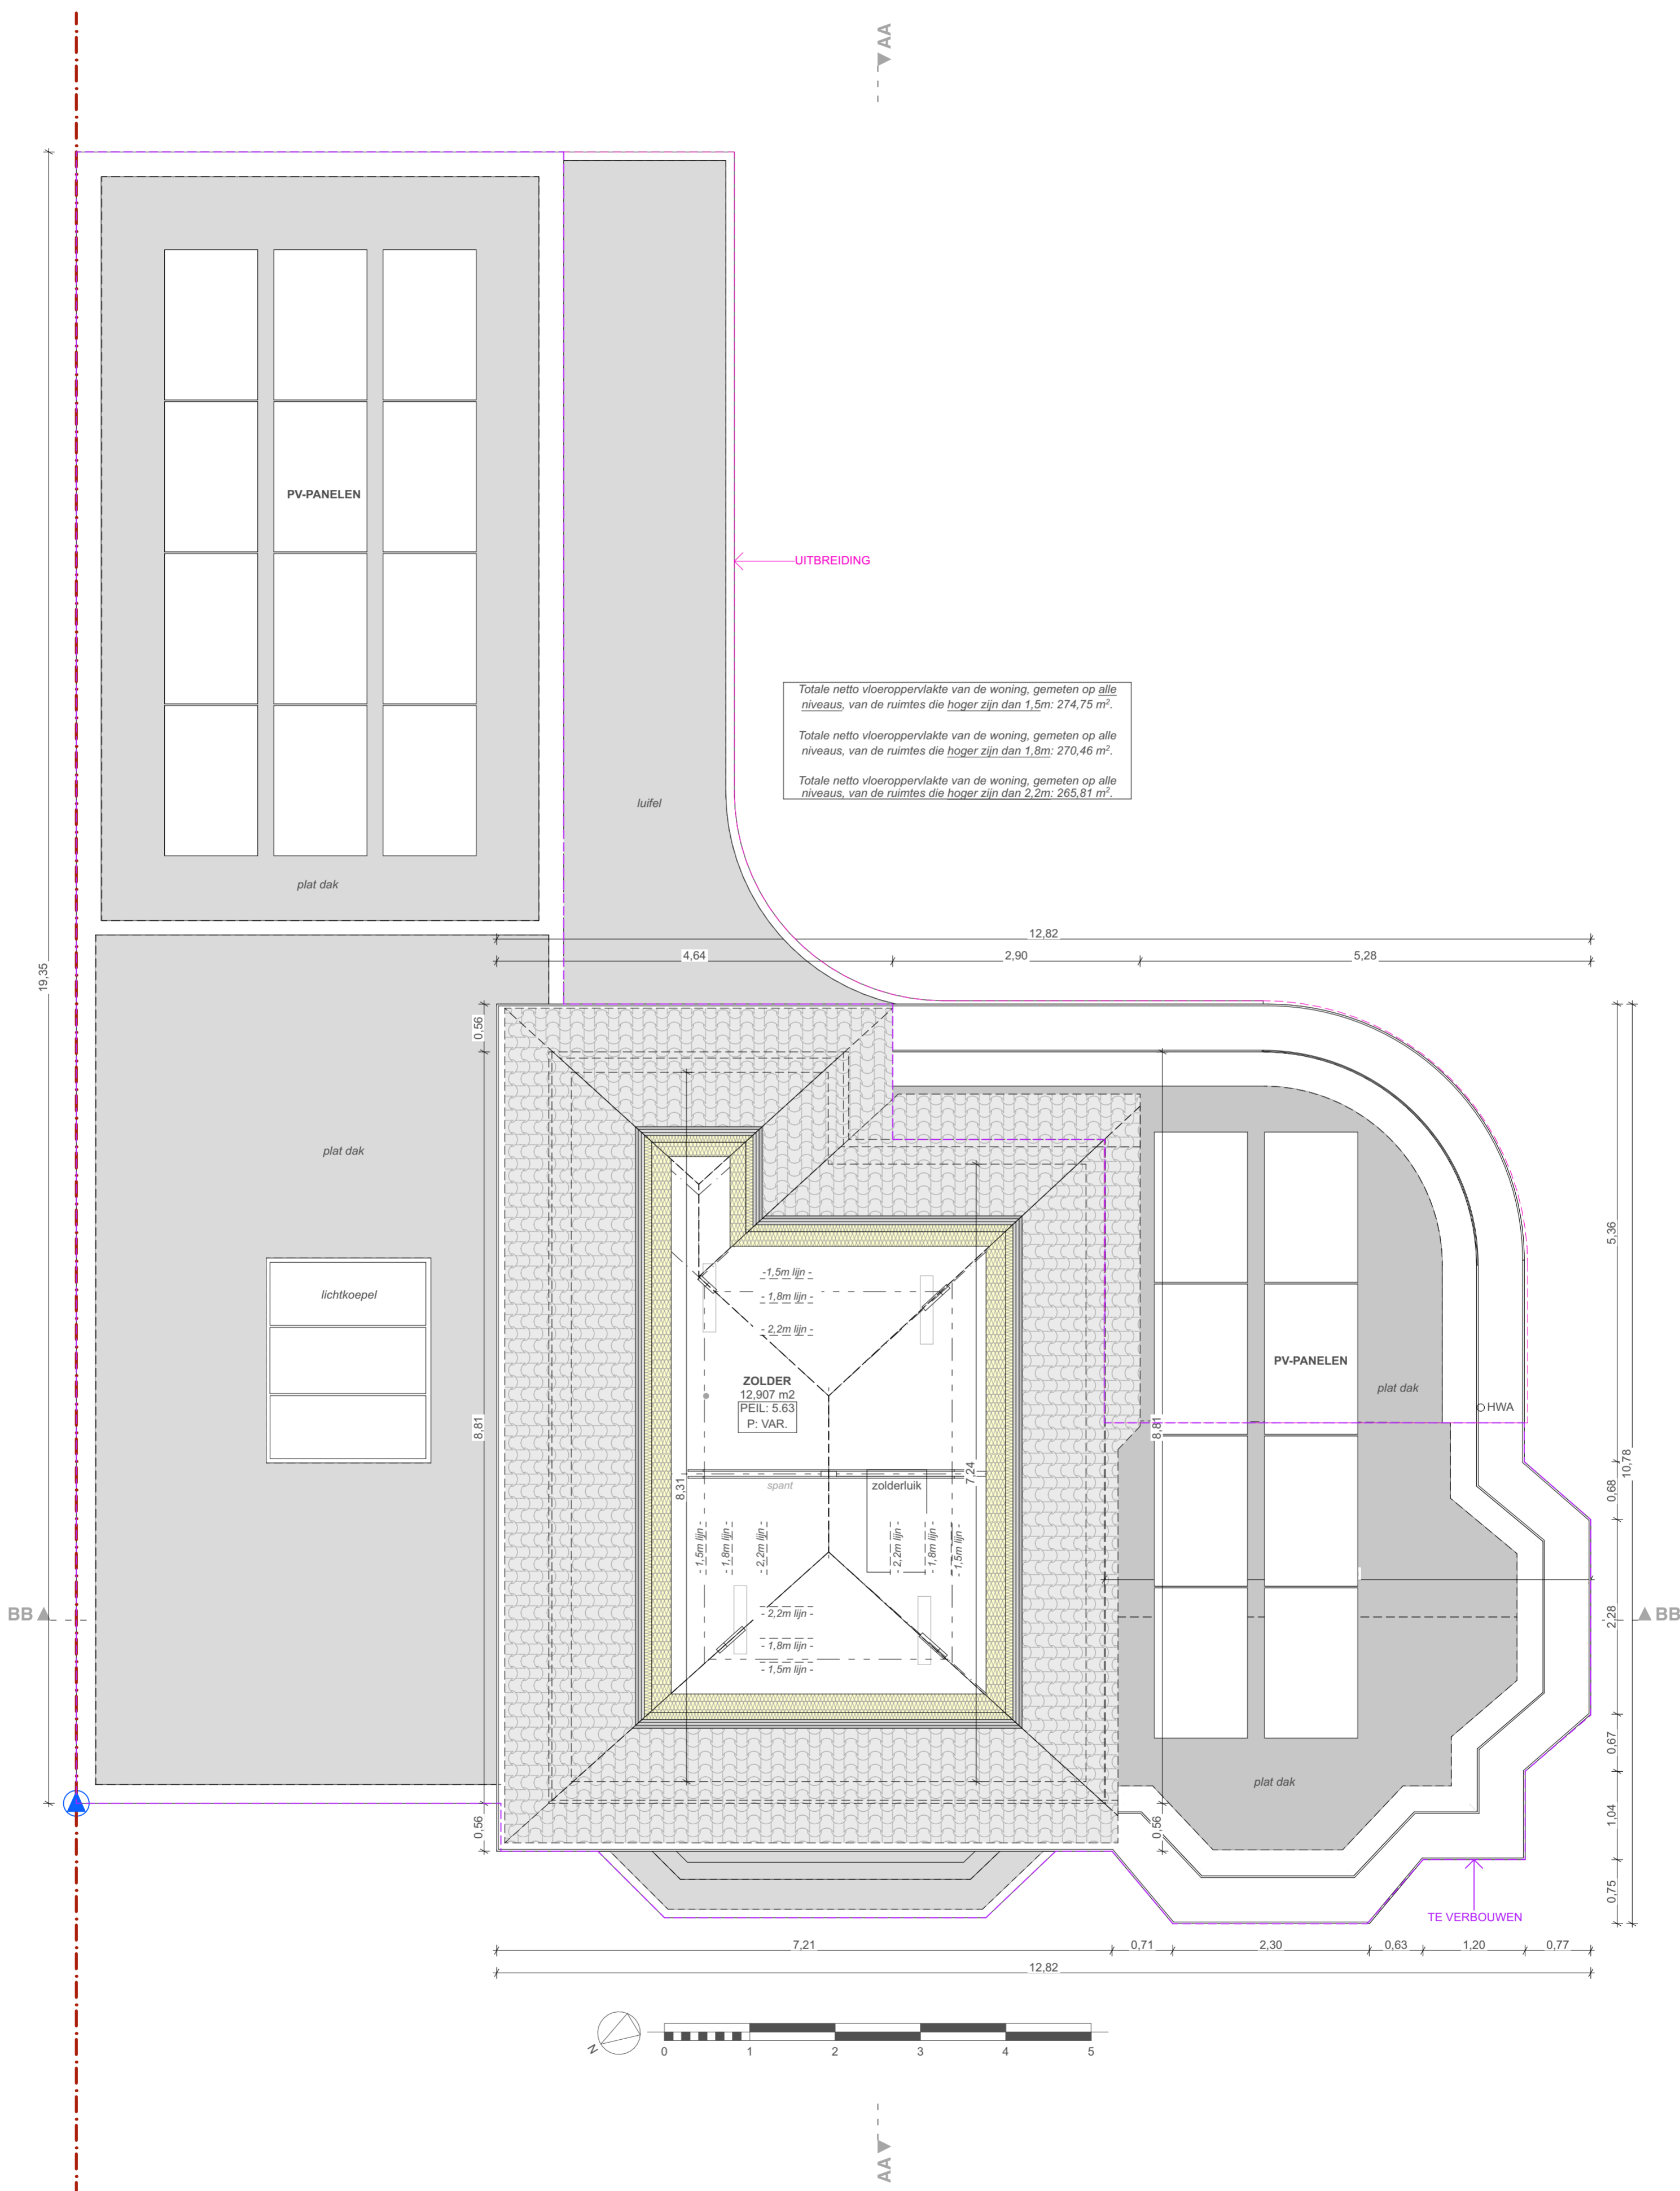 AA
PV-PANELEN
UITBREIDING
Totale netto vloeroppervlakte van de woning, gemeten op alle
niveaus, van de ruimtes die hoger zijn dan 1,5m: 274,75 m².
Totale netto vloeroppervlakte van de woning, gemeten op alle
niveaus, van de ruimtes die hoger zijn dan 1,8m: 270,46 m².
Totale netto vloeroppervlakte van de woning, gemeten op alle
niveaus, van de ruimtes die hoger zijn dan 2,2m: 265,81 m².
luifel
plat dak
12,82
4,64
2,90
5,28
19,35
0,56
plat dak
5,36
lichtkoepel
-1,5m lijn -
- 1,8m lijn -
- 2,2m lijn -
PV-PANELEN
plat dak
HWA
ZOLDER
12,907 m2
PEIL: 5.63
P: VAR.
8,81
8,81
10,78
8,31
7,24
spant
zolderluik
0,68
- 1,5m lijn -
- 1,8m lijn -
- 2,2m lijn -
- 2,2m lijn -
- 1,8m lijn -
- 1,5m lijn -
BB
- 2,2m lijn -
2,28
BB
- 1,8m lijn -
- 1,5m lijn -
0,67
plat dak
0,56
0,56
1,04
0,75
TE VERBOUWEN
7,21
0,71
2,30
0,63
1,20
0,77
12,82
N
0
1
2
3
4
5
AA